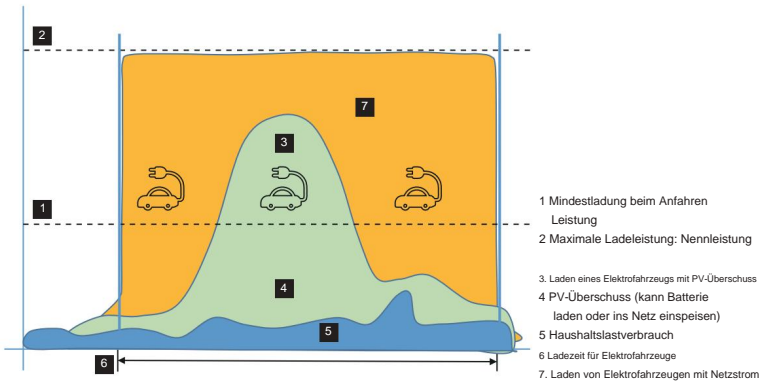 2
7
3
1
4
5
6
1 Mindestladung beim Anfahren
Leistung
2 Maximale Ladeleistung: Nennleistung
3. Laden eines Elektrofahrzeugs mit PV-Überschuss
4 PV-Überschuss (kann Batterie
laden oder ins Netz einspeisen)
5 Haushaltslastverbrauch
6 Ladezeit für Elektrofahrzeuge
7. Laden von Elektrofahrzeugen mit Netzstrom